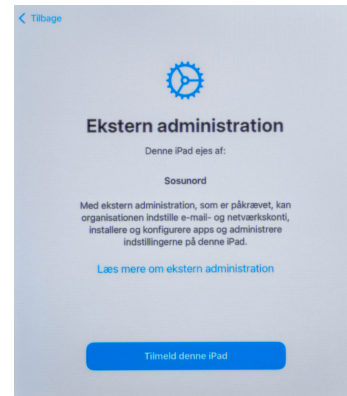 Tilbage
Ekstern administration
Denne iPad ejes af:
Sosunord
Med ekstern administration, som er påkrævet, kan
organisationen indstille e-mail- og netværkskonti,
installere og konfigurere apps og administrere
indstillingerne på denne iPad.
Læs mere om ekstern administration
Tilmeld denne iPad